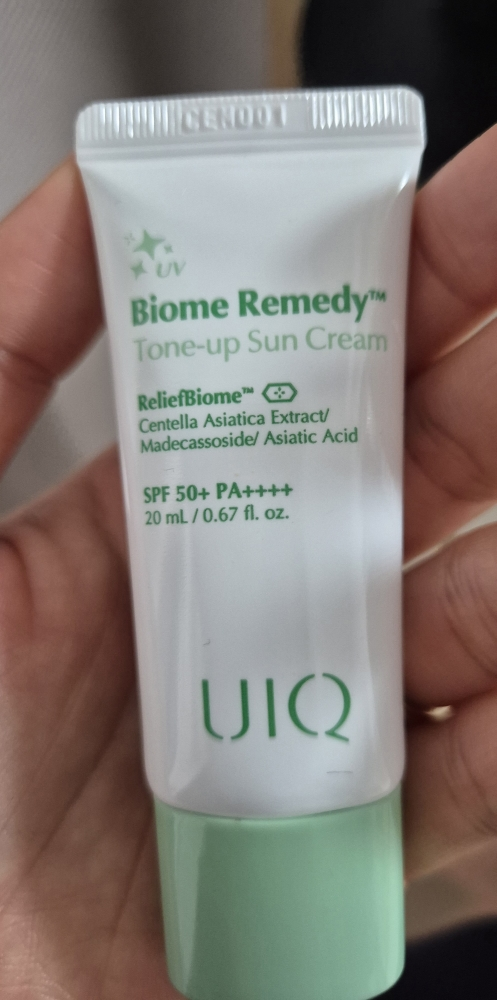 CEN001
UV
Biome Remedy™
Tone-up Sun Cream
ReliefBiome™
Centella Asiatica Extract/
Madecassoside/ Asiatic Acid
SPF 50+ PA++++
20 mL / 0.67 fl. oz.
UIQ